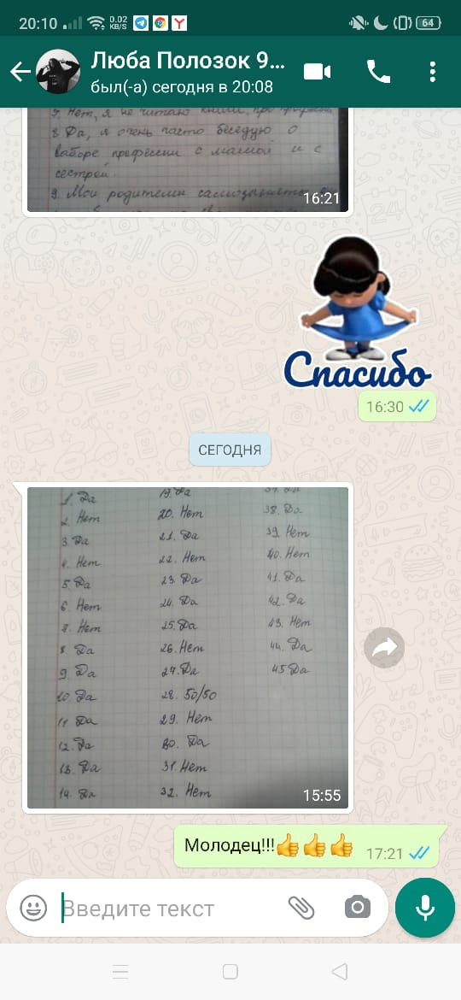 20:10
0.02
KB/S
64
Люба Полозок 9...
был(-а) сегодня в 20:08
7. Нет, я не читаю книги, про
8. Да, я очень часто беседую о
ваборе профессии с мамой и с
сестрей.
9. Мои родители
16:21
Спасибо
16:30
СЕГОДНЯ
1. Да
2. Нет
3. Да
4. Нет
5. Да
6. Нет
7. Нет
8 Да
9. Да
10. Да
11 Да
12. Да
13. Да
14. Да
19. Да
20. Нет
21. Да
22. Нет
23. Да
24. Да
25. Да
26. Нет
27. Да
28. 50/50
29. Нет
30. Да
31. Нет
32. Нет
37. Да
38. Да
39. Нет
40. Нет
41. Да
42. Да
43. Нет
44. Да
45 Да
15:55
Молодец!!!👍👍👍
17:21
Введите текст